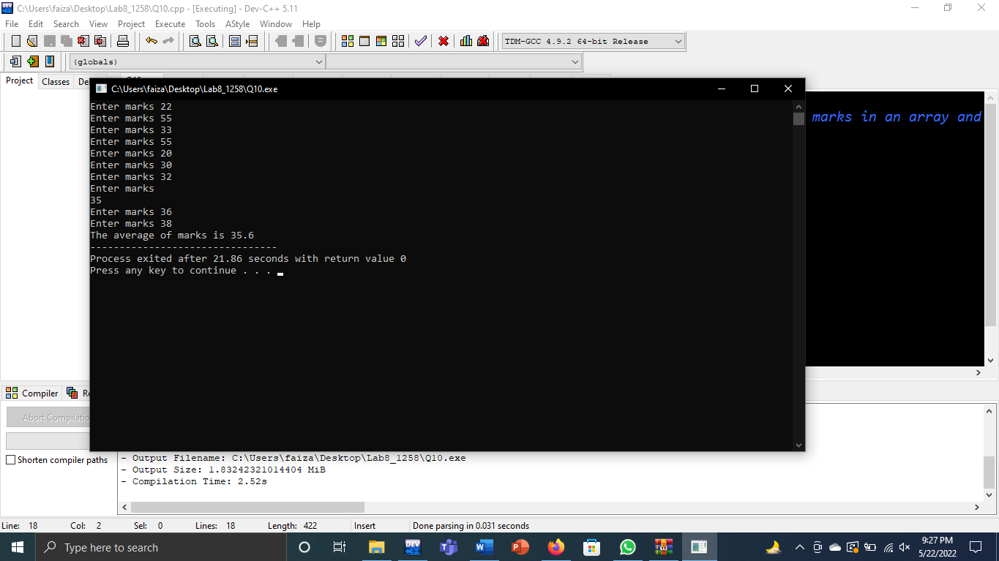 C:\Users\faiza\Desktop\Lab8_1258\Q10.cpp - [Executing] - Dev-C++ 5.11
File Edit Search View Project Execute Tools AStyle Window Help
TDM-GCC 4.9.2 64-bit Release
(globals)
Project Classes
C:\Users\faiza\Desktop\Lab8_1258\Q10.exe
Enter marks 22
marks in an array and
Enter marks 55
Enter marks 33
Enter marks 55
Enter marks 20
Enter marks 30
Enter marks 32
Enter marks
35
Enter marks 36
Enter marks 38
The average of marks is 35.6
--------------------------------
Process exited after 21.86 seconds with return value 0
Press any key to continue . . .
Compiler
Abort Compilatio
Shorten compiler paths
- Output Filename: C:\Users\faiza\Desktop\Lab8_1258\Q10.exe
- Output Size: 1.83242321014404 MiB
- Compilation Time: 2.52s
Line: 18 Col: 2 Sel: 0 Lines: 18 Length: 422 Insert Done parsing in 0.031 seconds
Type here to search
DEV
9:27 PM
5/22/2022